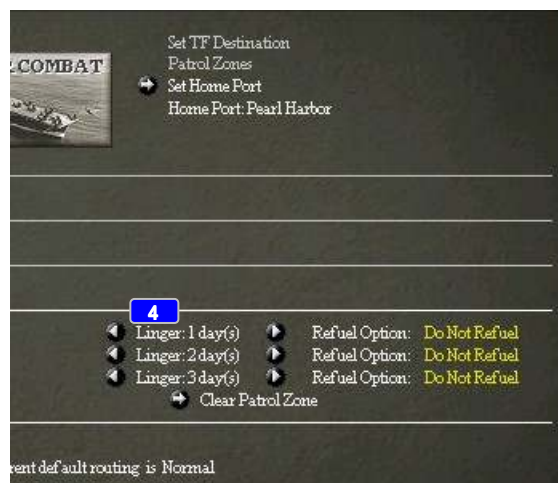 Set TF Destination
COMBAT
Patrol Zones
Set Home Port
Home Port: Pearl Harbor
4
Linger: 1 day(s) Refuel Option: Do Not Refuel
Linger: 2 day(s) Refuel Option: Do Not Refuel
Linger: 3 day(s) Refuel Option: Do Not Refuel
Clear Patrol Zone
rent default routing is Normal